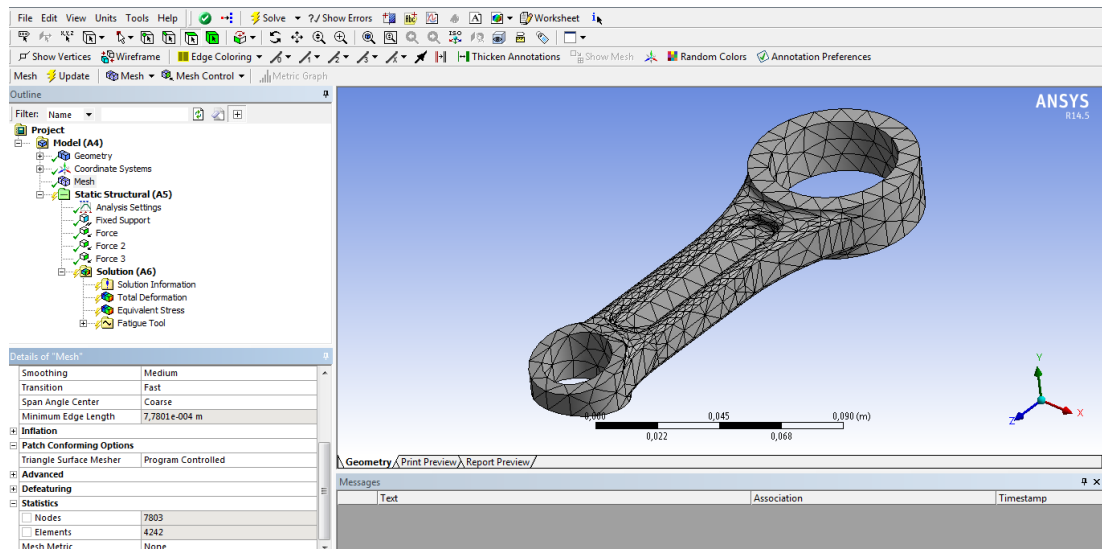 File Edit View Units Tools Help Solve ?/ Show Errors A Worksheet
Show Vertices Wireframe Edge Coloring Thicken Annotations Show Mesh Random Colors Annotation Preferences
Mesh Update Mesh Mesh Control Metric Graph
Outline
Filter: Name
Project
Model (A4)
Geometry
Coordinate Systems
Mesh
Static Structural (A5)
Analysis Settings
Fixed Support
Force
Force 2
Force 3
Solution (A6)
Solution Information
Total Deformation
Equivalent Stress
Fatigue Tool
Details of "Mesh"
Smoothing Medium
Transition Fast
Span Angle Center Coarse
Minimum Edge Length 7,7801e-004 m
Inflation
Patch Conforming Options
Triangle Surface Mesher Program Controlled
Advanced
Defeaturing
Statistics
Nodes 7803
Elements 4242
Mesh Metric None
ANSYS
R14.5
Y
X
Z
0,000 0,045 0,090 (m)
0,022 0,068
Geometry Print Preview Report Preview
Messages
Text Association Timestamp